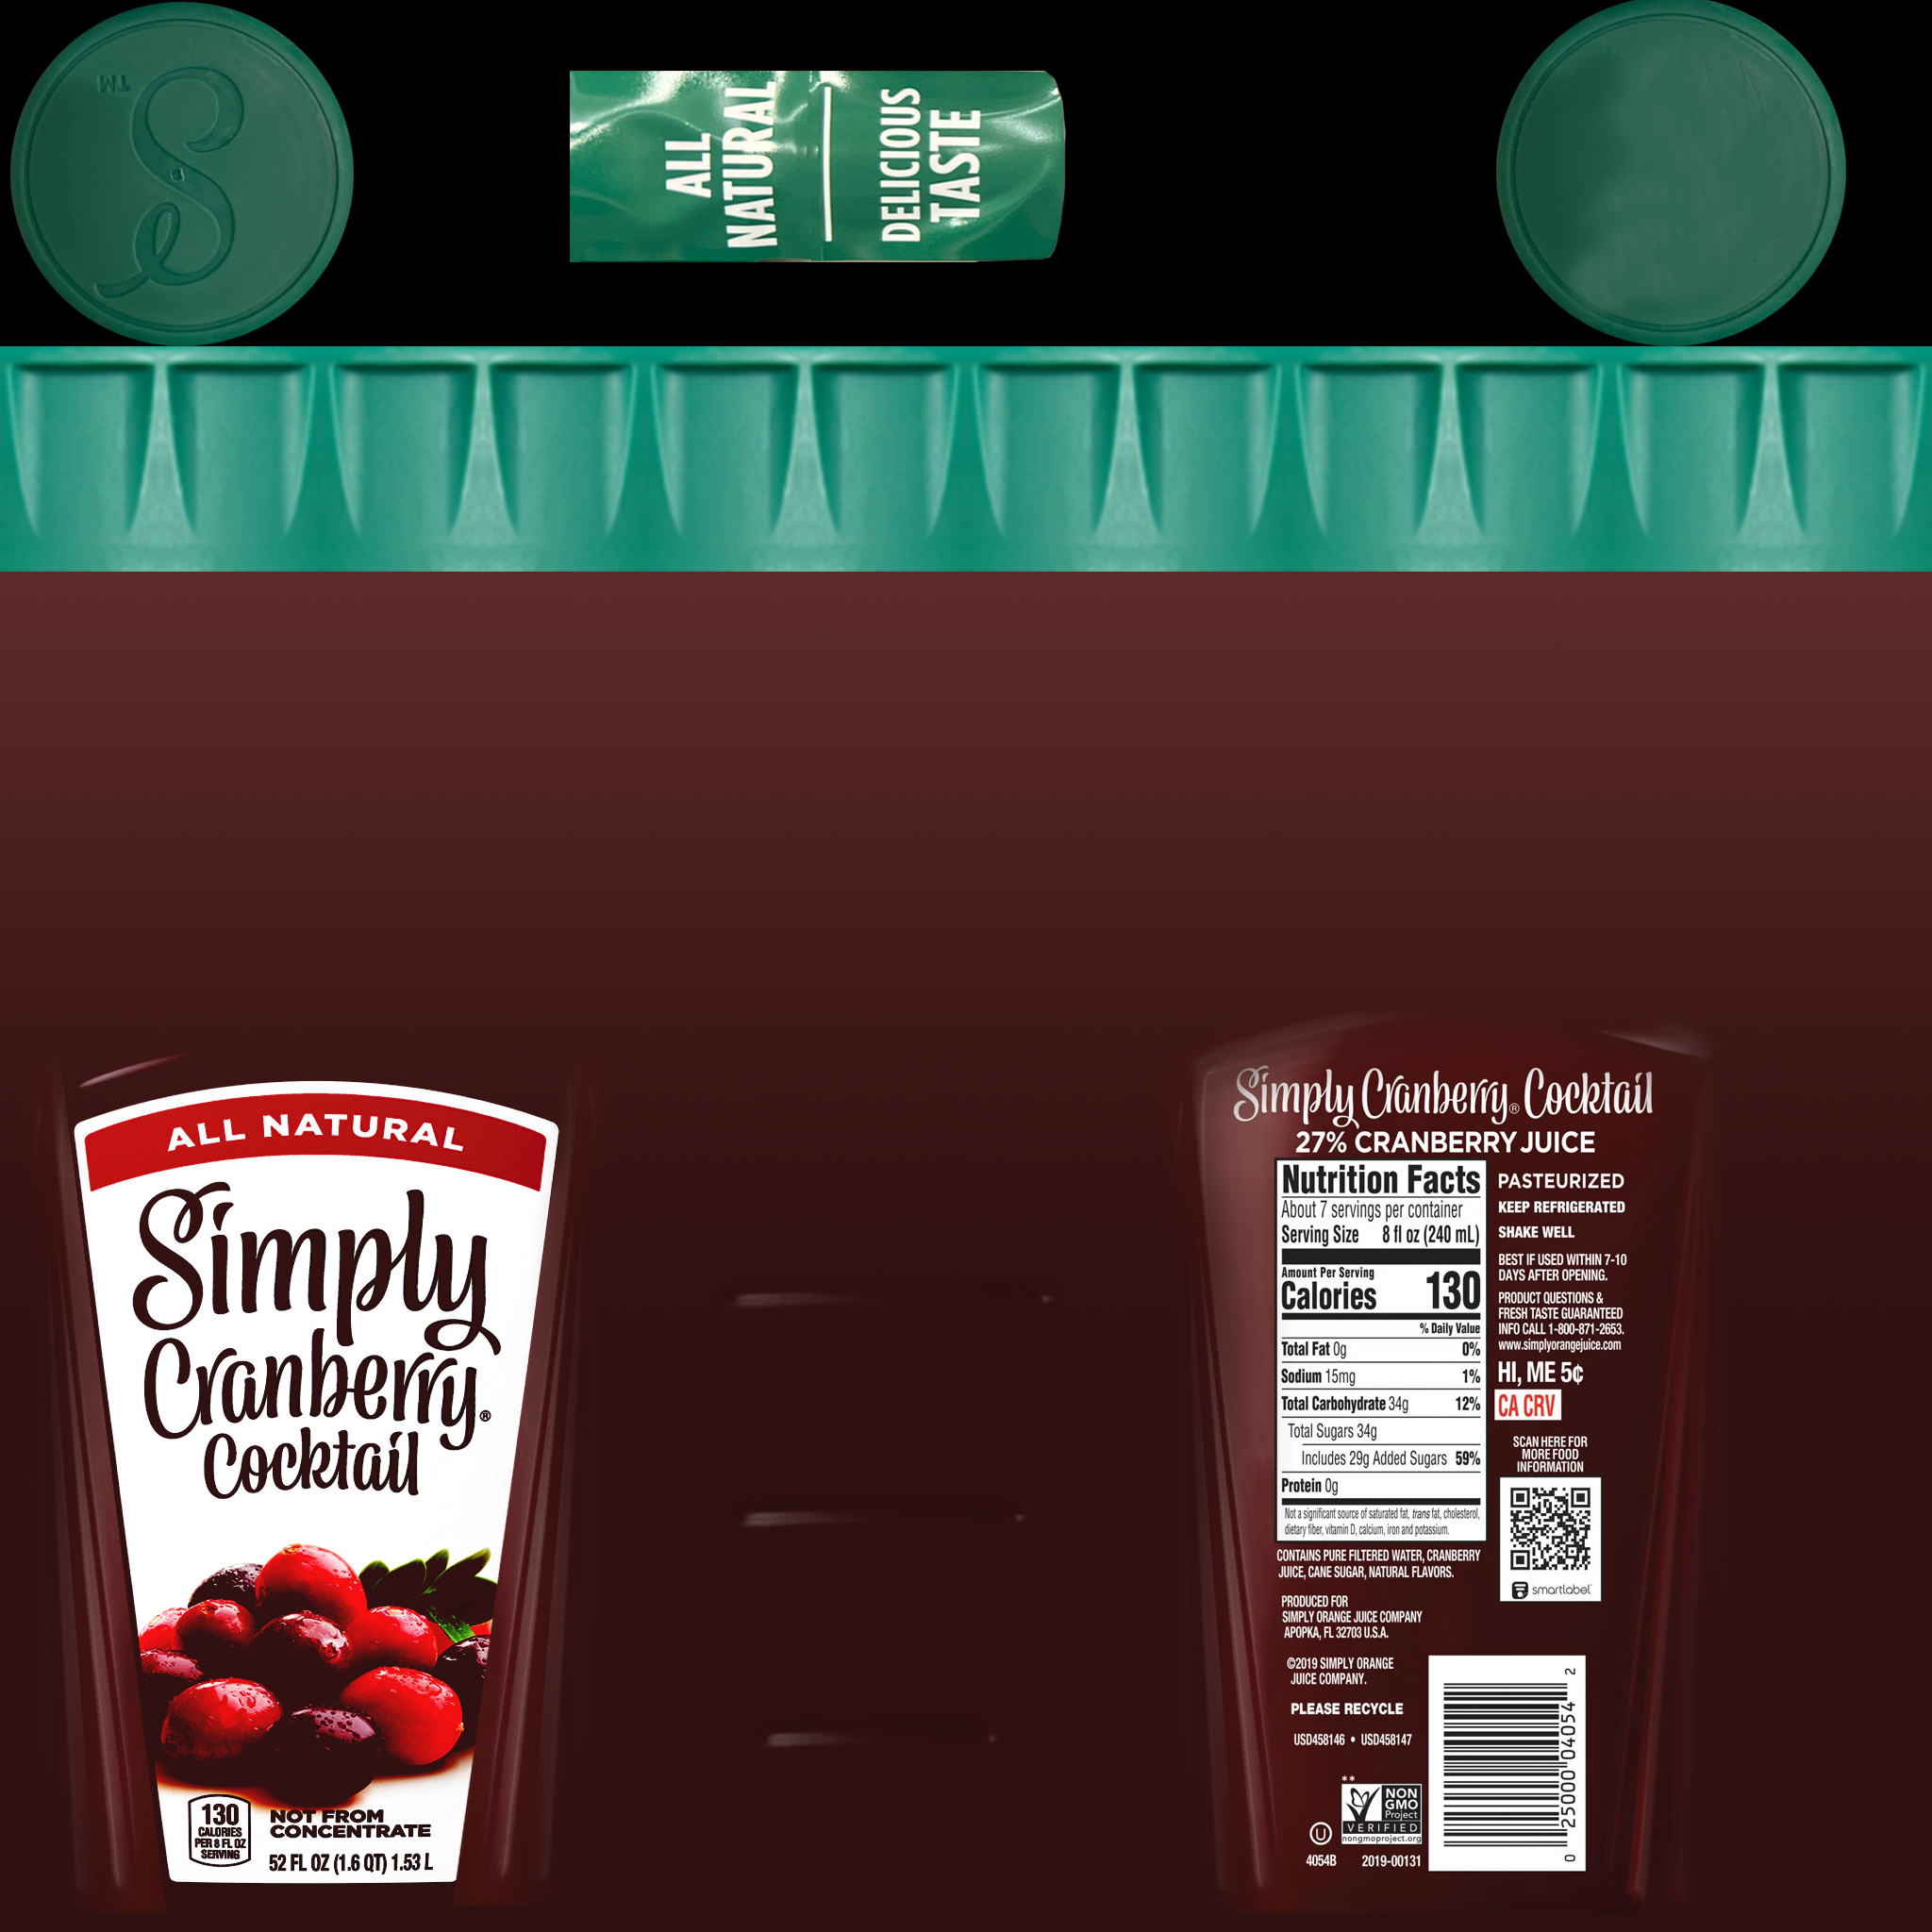 S
TM
ALL
NATURAL
DELICIOUS
TASTE
ALL NATURAL
Simply
Cranberry®
Cocktail
130
CALORIES
PER 8 FL OZ
SERVING
NOT FROM
CONCENTRATE
52 FL OZ (1.6 QT) 1.53 L
Simply Cranberry® Cocktail
27% CRANBERRY JUICE
Nutrition Facts
About 7 servings per container
Serving Size 8 fl oz (240 mL)
Amount Per Serving
Calories 130
% Daily Value
Total Fat 0g 0%
Sodium 15mg 1%
Total Carbohydrate 34g 12%
Total Sugars 34g
Includes 29g Added Sugars 59%
Protein 0g
Not a significant source of saturated fat, trans fat, cholesterol,
dietary fiber, vitamin D, calcium, iron and potassium.
CONTAINS PURE FILTERED WATER, CRANBERRY
JUICE, CANE SUGAR, NATURAL FLAVORS.
PRODUCED FOR
SIMPLY ORANGE JUICE COMPANY
APOPKA, FL 32703 U.S.A.
©2019 SIMPLY ORANGE
JUICE COMPANY.
PLEASE RECYCLE
USD458146 • USD458147
PASTEURIZED
KEEP REFRIGERATED
SHAKE WELL
BEST IF USED WITHIN 7-10
DAYS AFTER OPENING.
PRODUCT QUESTIONS &
FRESH TASTE GUARANTEED
INFO CALL 1-800-871-2653.
www.simplyorangejuice.com
HI, ME 5¢
CA CRV
SCAN HERE FOR
MORE FOOD
INFORMATION
smartlabel
**
NON
GMO
Project
VERIFIED
nongmoproject.org
U
4054B 2019-00131
0 25000 04054 2